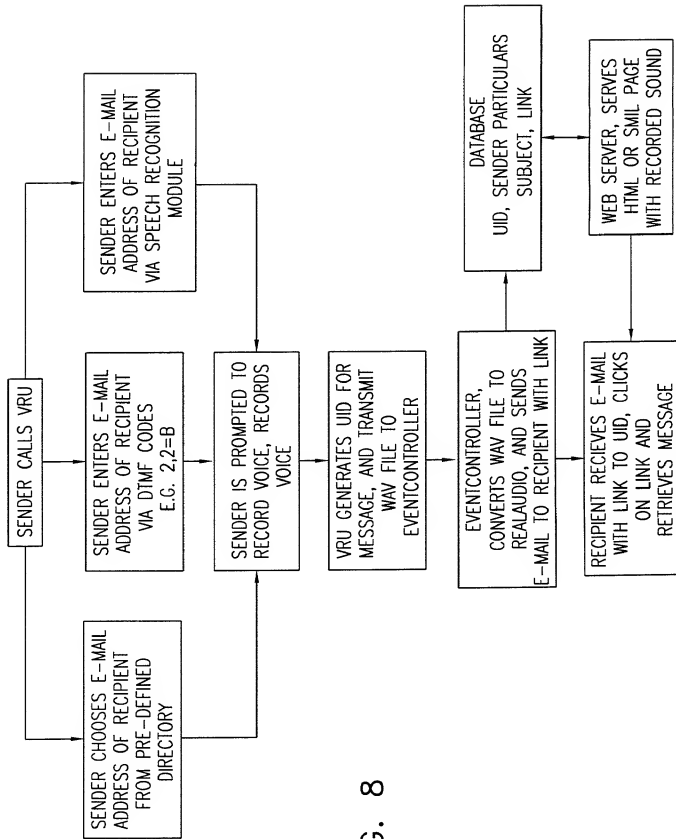 SENDER CALLS VRU
SENDER CHOOSES E-MAIL
ADDRESS OF RECIPIENT
FROM PRE-DEFINED
DIRECTORY
SENDER ENTERS E-MAIL
ADDRESS OF RECIPIENT
VIA DTMF CODES
E.G. 2,2=B
SENDER ENTERS E-MAIL
ADDRESS OF RECIPIENT
VIA SPEECH RECOGNITION
MODULE
SENDER IS PROMPTED TO
RECORD VOICE, RECORDS
VOICE
VRU GENERATES UID FOR
MESSAGE, AND TRANSMIT
WAV FILE TO
EVENTCONTROLLER
EVENTCONTROLLER,
CONVERTS WAV FILE TO
REALAUDIO, AND SENDS
E-MAIL TO RECIPIENT WITH LINK
DATABASE
UID, SENDER PARTICULARS
SUBJECT, LINK
RECIPIENT RECIEVES E-MAIL
WITH LINK TO UID, CLICKS
ON LINK AND
RETRIEVES MESSAGE
WEB SERVER, SERVES
HTML OR SMIL PAGE
WITH RECORDED SOUND
G. 8